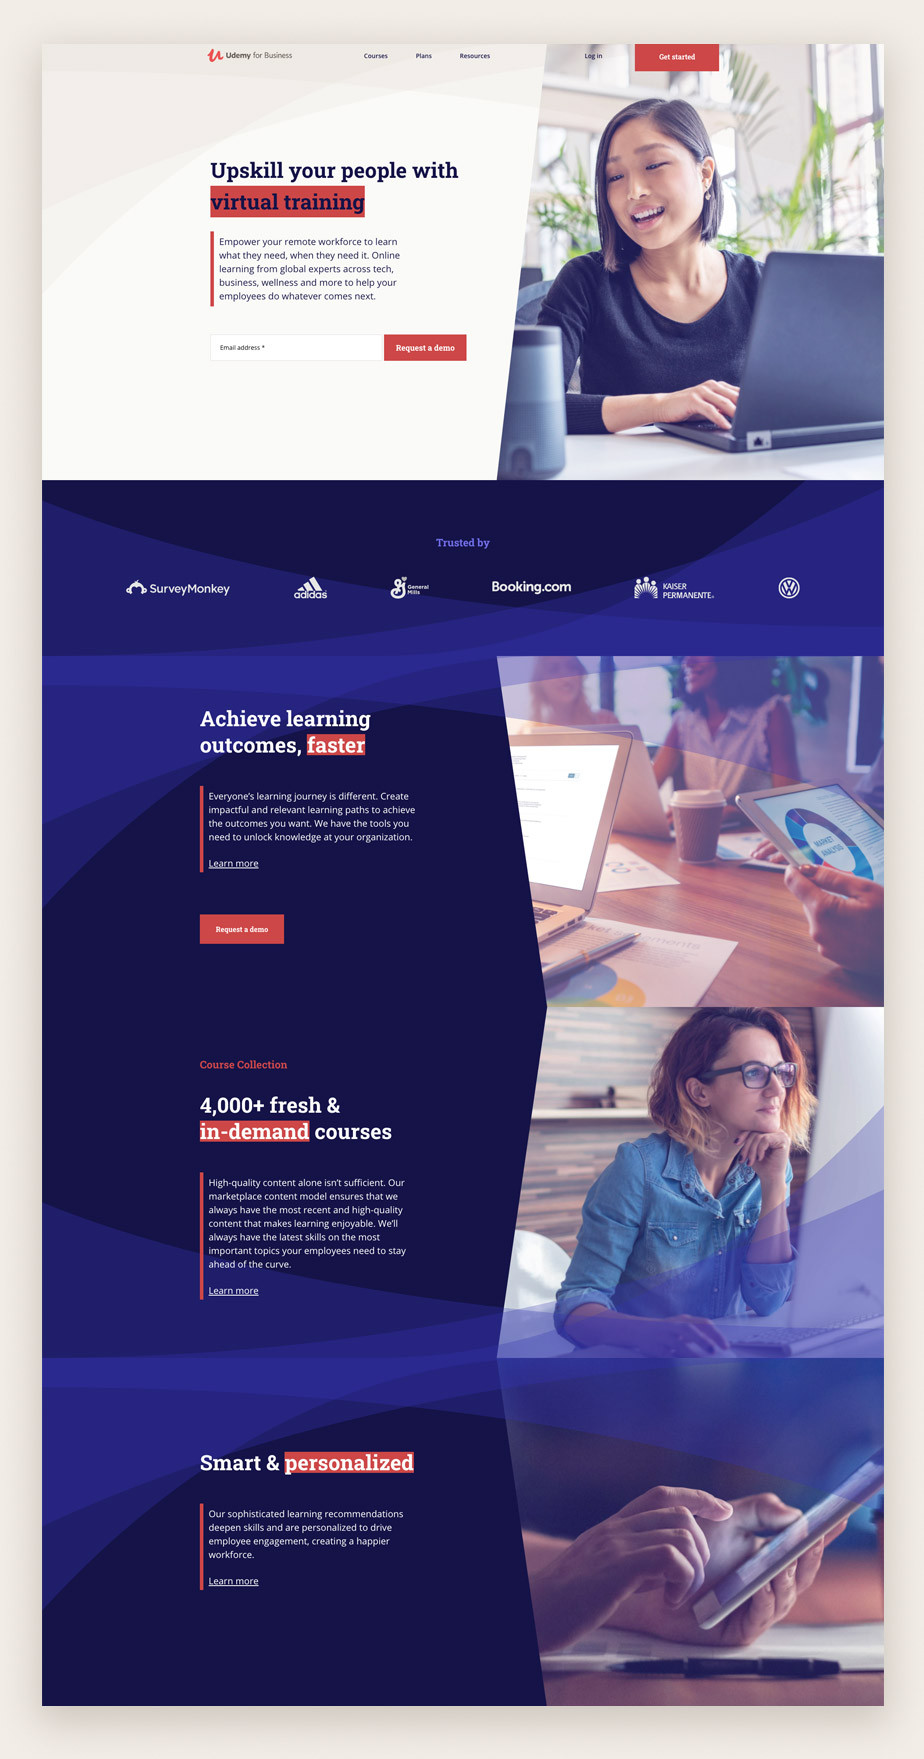 Udemy for Business
Courses
Plans
Resources
Log in
Get started
Upskill your people with
virtual training
Empower your remote workforce to learn
what they need, when they need it. Online
learning from global experts across tech,
business, wellness and more to help your
employees do whatever comes next.
Email address *
Request a demo
Trusted by
SurveyMonkey
adidas
General
Mills
Booking.com
KAISER
PERMANENTE®
Achieve learning
outcomes, faster
Everyone's learning journey is different. Create
impactful and relevant learning paths to achieve
the outcomes you want. We have the tools you
need to unlock knowledge at your organization.
Learn more
Request a demo
MARKET
ANALYSIS
Course Collection
4,000+ fresh &
in-demand courses
High-quality content alone isn't sufficient. Our
marketplace content model ensures that we
always have the most recent and high-quality
content that makes learning enjoyable. We'll
always have the latest skills on the most
important topics your employees need to stay
ahead of the curve.
Learn more
Smart & personalized
Our sophisticated learning recommendations
deepen skills and are personalized to drive
employee engagement, creating a happier
workforce.
Learn more